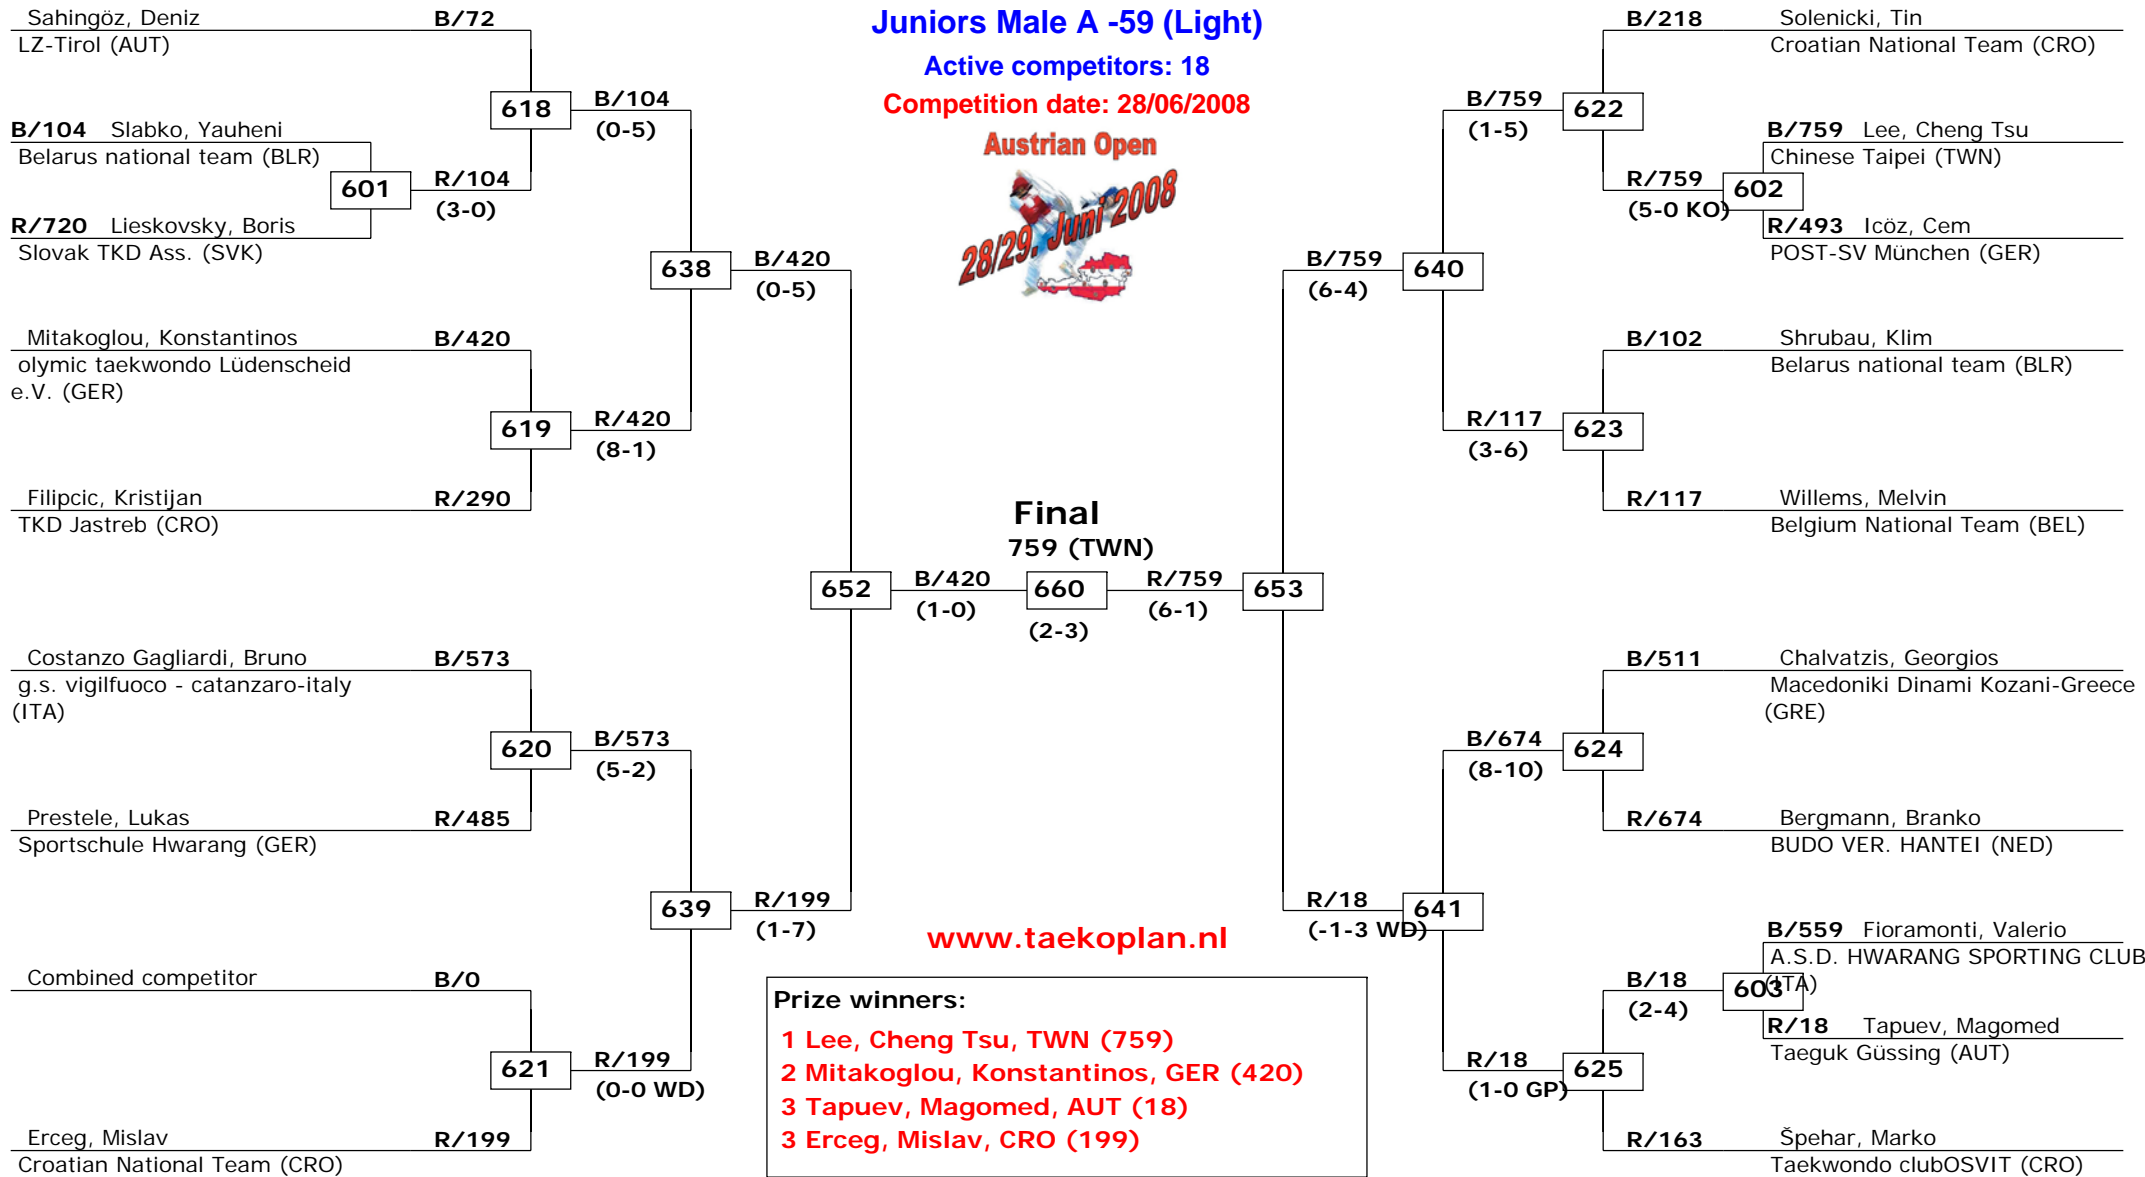 Juniors Male A -59 (Light)
Active competitors: 18
Competition date: 28/06/2008
Austrian Open
28/29. Juni 2008
Sahingöz, Deniz B/72
LZ-Tirol (AUT)
618 B/104
(0-5)
B/104 Slabko, Yauheni
Belarus national team (BLR)
601 R/104
(3-0)
R/720 Lieskovsky, Boris
Slovak TKD Ass. (SVK)
638 B/420
(0-5)
Mitakoglou, Konstantinos B/420
olymic taekwondo Lüdenscheid
e.V. (GER)
619 R/420
(8-1)
Filipcic, Kristijan R/290
TKD Jastreb (CRO)
652 B/420
(1-0)
Costanzo Gagliardi, Bruno B/573
g.s. vigilfuoco - catanzaro-italy
(ITA)
620 B/573
(5-2)
Prestele, Lukas R/485
Sportschule Hwarang (GER)
639 R/199
(1-7)
Combined competitor B/0
621 R/199
(0-0 WD)
Erceg, Mislav R/199
Croatian National Team (CRO)
Final
759 (TWN)
660
(2-3)
R/759 653
(6-1)
B/218 Solenicki, Tin
Croatian National Team (CRO)
B/759 622
(1-5)
B/759 Lee, Cheng Tsu
Chinese Taipei (TWN)
R/759 602
(5-0 KO)
R/493 Icöz, Cem
POST-SV München (GER)
B/759 640
(6-4)
B/102 Shrubau, Klim
Belarus national team (BLR)
R/117 623
(3-6)
R/117 Willems, Melvin
Belgium National Team (BEL)
B/511 Chalvatzis, Georgios
Macedoniki Dinami Kozani-Greece
(GRE)
B/674 624
(8-10)
R/674 Bergmann, Branko
BUDO VER. HANTEI (NED)
R/18 641
(-1-3 WD)
B/559 Fioramonti, Valerio
A.S.D. HWARANG SPORTING CLUB
(ITA)
B/18 603
(2-4)
R/18 Tapuev, Magomed
Taeguk Güssing (AUT)
R/18 625
(1-0 GP)
R/163 Špehar, Marko
Taekwondo clubOSVIT (CRO)
www.taekoplan.nl
Prize winners:
1 Lee, Cheng Tsu, TWN (759)
2 Mitakoglou, Konstantinos, GER (420)
3 Tapuev, Magomed, AUT (18)
3 Erceg, Mislav, CRO (199)